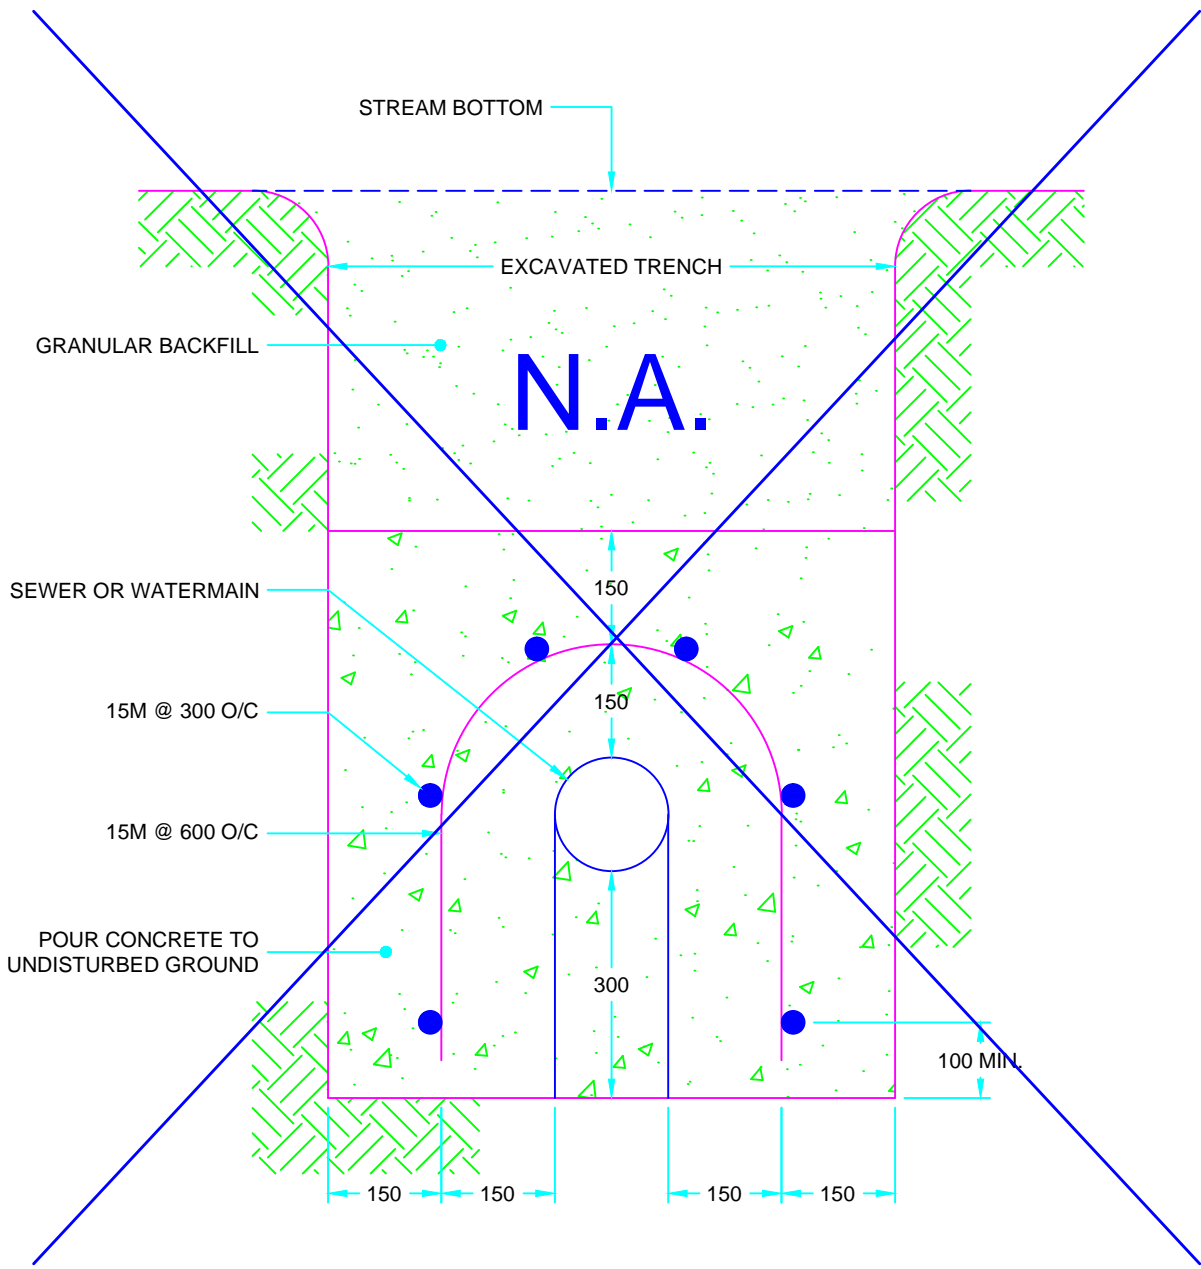 STREAM BOTTOM
EXCAVATED TRENCH
GRANULAR BACKFILL
N.A.
150
SEWER OR WATERMAIN
150
15M @ 300 O/C
15M @ 600 O/C
POUR CONCRETE TO
UNDISTURBED GROUND
300
100 MIN.
150
150
150
150